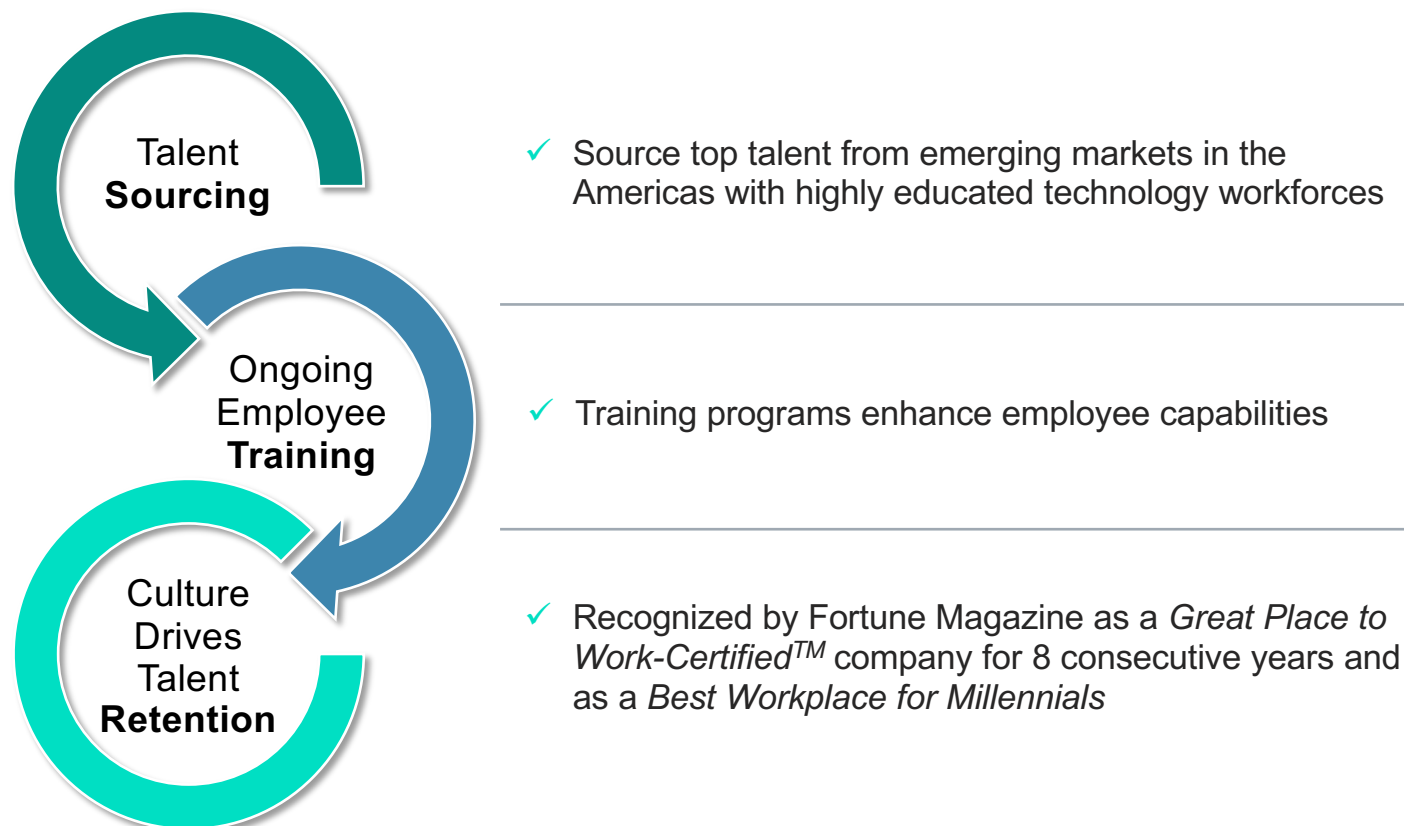 Talent
Sourcing
✓ Source top talent from emerging markets in the
Americas with highly educated technology workforces
Ongoing
Employee
Training
✓ Training programs enhance employee capabilities
Culture
Drives
Talent
Retention
✓ Recognized by Fortune Magazine as a Great Place to
Work-Certified™ company for 8 consecutive years and
as a Best Workplace for Millennials